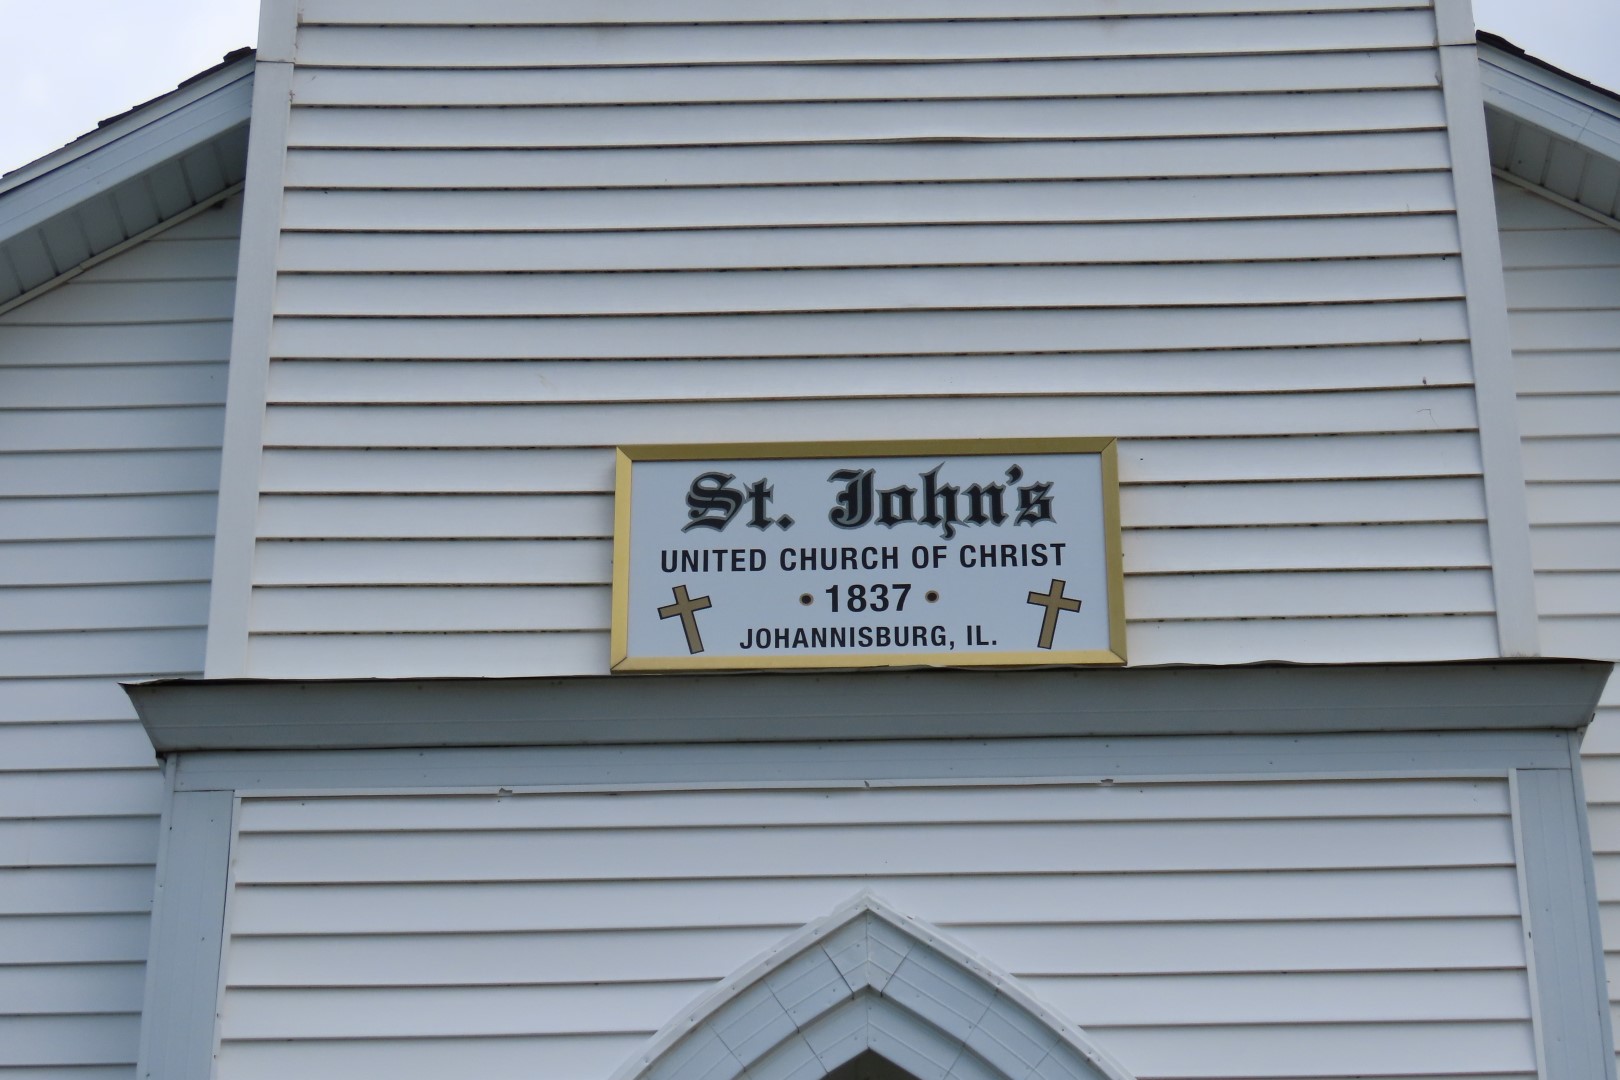 St. John's
UNITED CHURCH OF CHRIST
• 1837 •
JOHANNISBURG, IL.